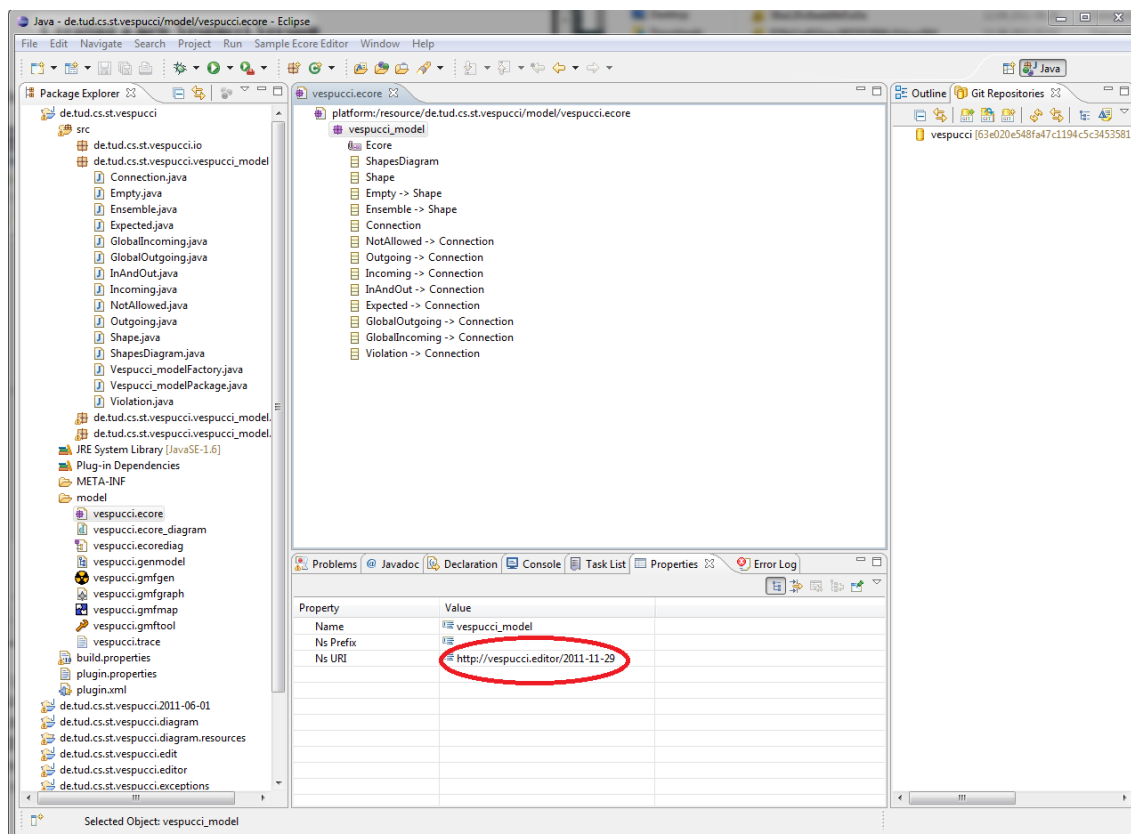 Java - de.tud.cs.st.vespucci/model/vespucci.ecore - Eclipse
File Edit Navigate Search Project Run Sample Ecore Editor Window Help
Java
Package Explorer
de.tud.cs.st.vespucci
src
de.tud.cs.st.vespucci.io
de.tud.cs.st.vespucci.vespucci_model
Connection.java
Empty.java
Ensemble.java
Expected.java
GlobalIncoming.java
GlobalOutgoing.java
InAndOut.java
Incoming.java
NotAllowed.java
Outgoing.java
Shape.java
ShapesDiagram.java
Vespucci_modelFactory.java
Vespucci_modelPackage.java
Violation.java
de.tud.cs.st.vespucci.vespucci_model.
de.tud.cs.st.vespucci.vespucci_model.
JRE System Library [JavaSE-1.6]
Plug-in Dependencies
META-INF
model
vespucci.ecore
vespucci.ecore_diagram
vespucci.ecorediag
vespucci.genmodel
vespucci.gmfgen
vespucci.gmfgraph
vespucci.gmfmap
vespucci.gmftool
vespucci.trace
build.properties
plugin.properties
plugin.xml
de.tud.cs.st.vespucci.2011-06-01
de.tud.cs.st.vespucci.diagram
de.tud.cs.st.vespucci.diagram.resources
de.tud.cs.st.vespucci.edit
de.tud.cs.st.vespucci.editor
de.tud.cs.st.vespucci.exceptions
vespucci.ecore
platform:/resource/de.tud.cs.st.vespucci/model/vespucci.ecore
vespucci_model
Ecore
ShapesDiagram
Shape
Empty -> Shape
Ensemble -> Shape
Connection
NotAllowed -> Connection
Outgoing -> Connection
Incoming -> Connection
InAndOut -> Connection
Expected -> Connection
GlobalOutgoing -> Connection
GlobalIncoming -> Connection
Violation -> Connection
Outline Git Repositories
vespucci [63e020e548fa47c1194c5c3453581
Problems @ Javadoc Declaration Console Task List Properties Error Log
Property Value
Name vespucci_model
Ns Prefix
Ns URI http://vespucci.editor/2011-11-29
Selected Object: vespucci_model